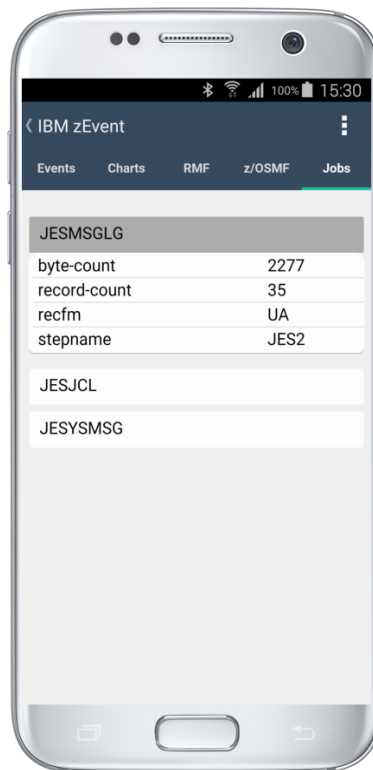 100% 15:30
IBM zEvent
Events Charts RMF z/OSMF Jobs
JESMSGLG
byte-count 2277
record-count 35
recfm UA
stepname JES2
JESJCL
JESYSMSG